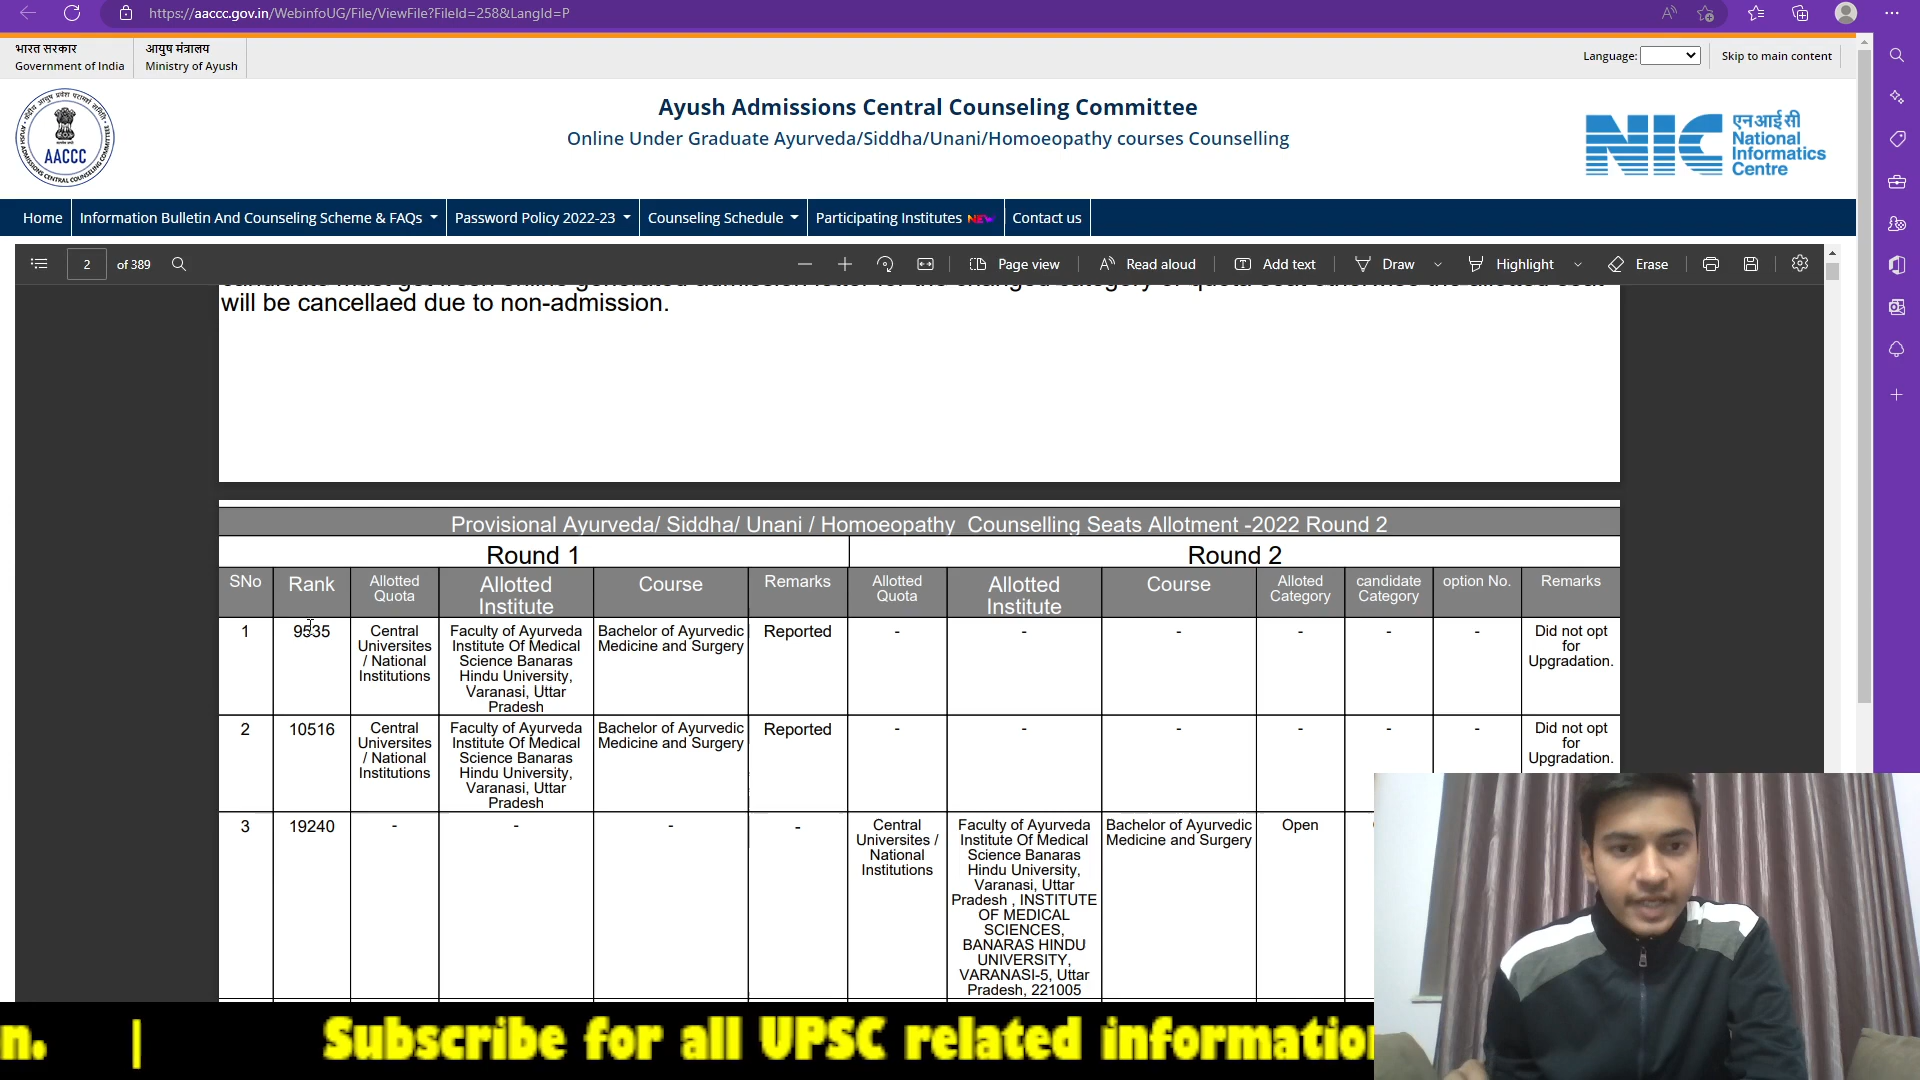 https://aaccc.gov.in/WebinfoUG/File/ViewFile?FileId=258&LangId=P
भारत सरकार
Government of India
आयुष मंत्रालय
Ministry of Ayush
Language:
Skip to main content
AACCC
Ayush Admissions Central Counseling Committee
Online Under Graduate Ayurveda/Siddha/Unani/Homoeopathy courses Counselling
NIC
एनआईसी
National
Informatics
Centre
Home
Information Bulletin And Counseling Scheme & FAQs
Password Policy 2022-23
Counseling Schedule
Participating Institutes NEW
Contact us
2 of 389
Page view
Read aloud
Add text
Draw
Highlight
Erase
will be cancellaed due to non-admission.
Provisional Ayurveda/ Siddha/ Unani / Homoeopathy Counselling Seats Allotment -2022 Round 2
Round 1
Round 2
SNo
Rank
Allotted
Quota
Allotted
Institute
Course
Remarks
Allotted
Quota
Allotted
Institute
Course
Alloted
Category
candidate
Category
option No.
Remarks
1
9535
Central
Universites
/ National
Institutions
Faculty of Ayurveda
Institute Of Medical
Science Banaras
Hindu University,
Varanasi, Uttar
Pradesh
Bachelor of Ayurvedic
Medicine and Surgery
Reported
-
-
-
-
-
-
Did not opt
for
Upgradation.
2
10516
Central
Universites
/ National
Institutions
Faculty of Ayurveda
Institute Of Medical
Science Banaras
Hindu University,
Varanasi, Uttar
Pradesh
Bachelor of Ayurvedic
Medicine and Surgery
Reported
-
-
-
-
-
-
Did not opt
for
Upgradation.
3
19240
-
-
-
-
Central
Universites /
National
Institutions
Faculty of Ayurveda
Institute Of Medical
Science Banaras
Hindu University,
Varanasi, Uttar
Pradesh , INSTITUTE
OF MEDICAL
SCIENCES,
BANARAS HINDU
UNIVERSITY,
VARANASI-5, Uttar
Pradesh, 221005
Bachelor of Ayurvedic
Medicine and Surgery
Open
n. | Subscribe for all UPSC related informatio